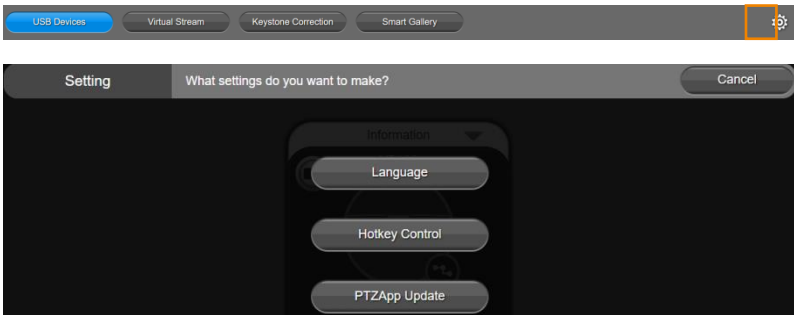 USB Devices Virtual Stream Keystone Correction Smart Gallery
Setting What settings do you want to make? Cancel
Information
Language
Hotkey Control
PTZApp Update